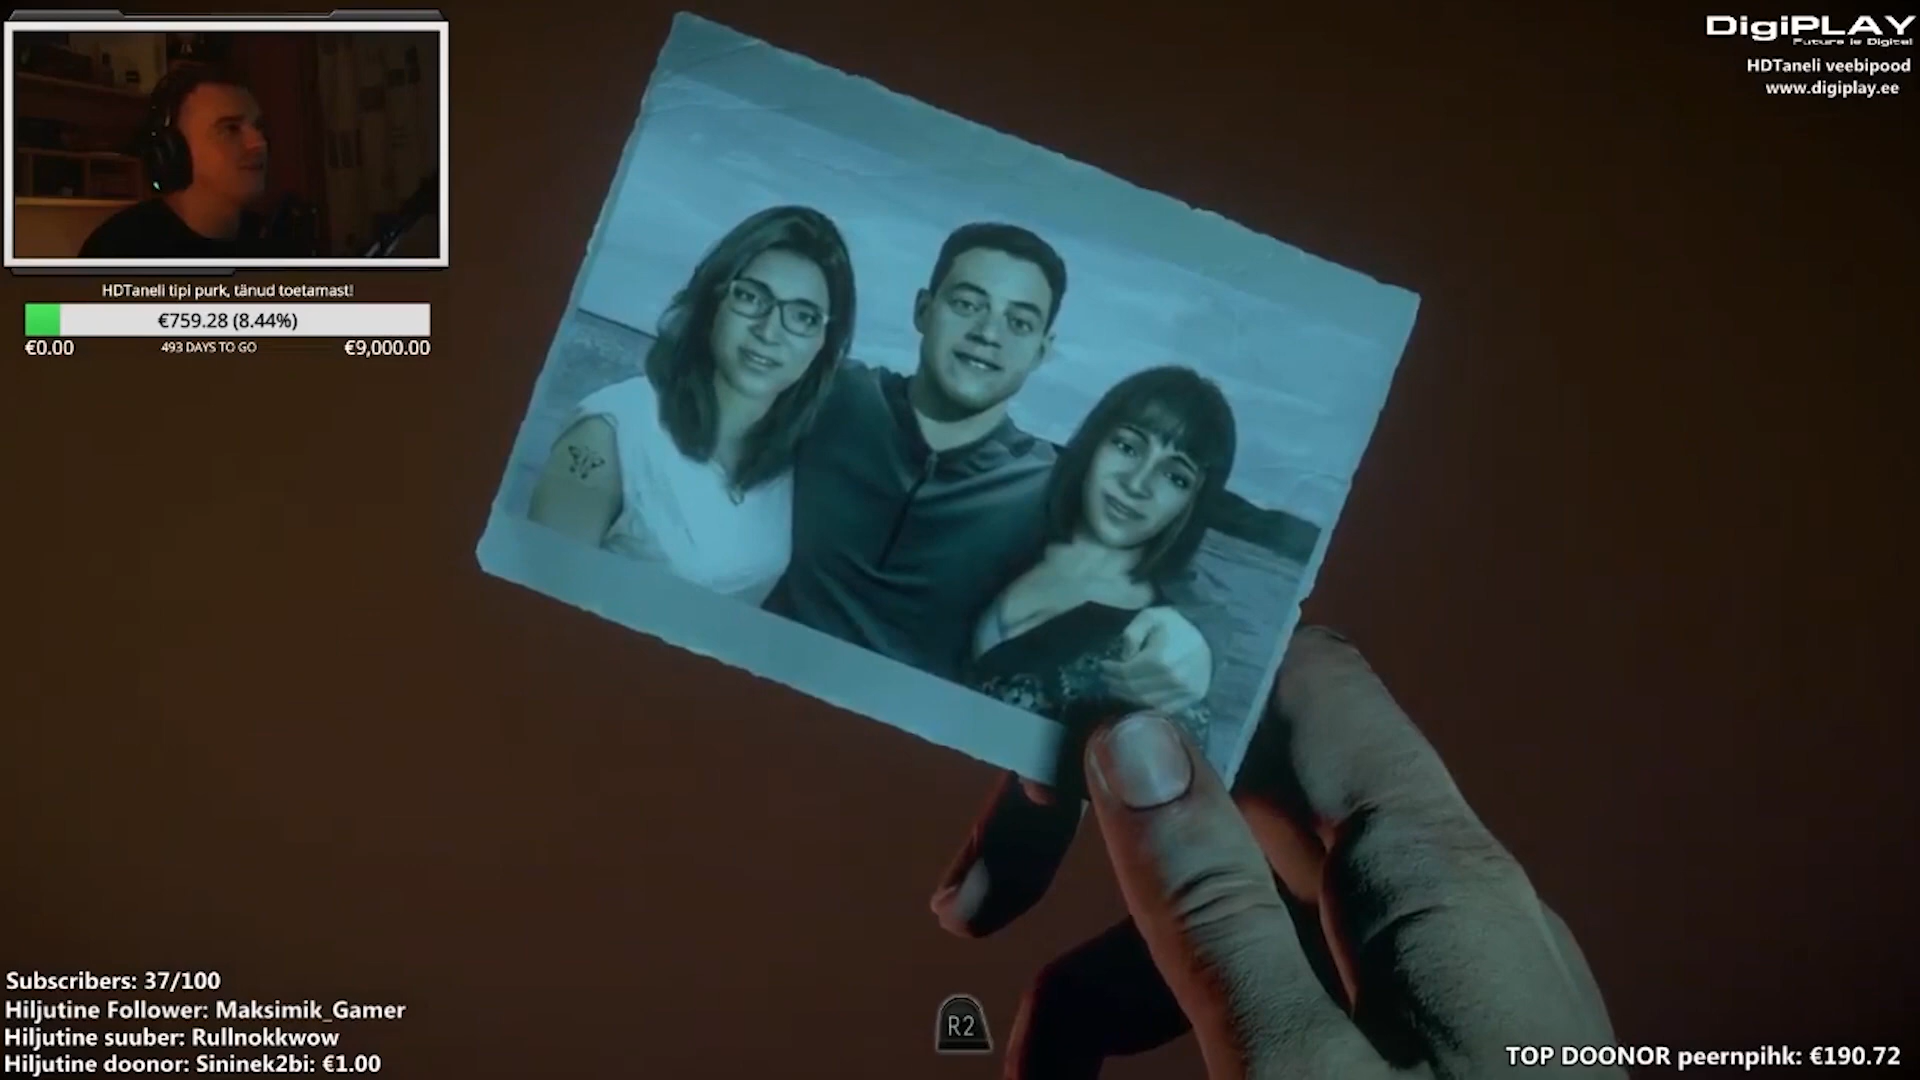 DigiPLAY
Future is Digital
HDTaneli veebipood
www.digiplay.ee
HDTaneli tipi purk, tänud toetamast!
€759.28 (8.44%)
€0.00 493 DAYS TO GO €9,000.00
Subscribers: 37/100
Hiljutine Follower: Maksimik_Gamer
Hiljutine suuber: Rullnokkwow
Hiljutine doonor: Sininek2bi: €1.00
R2
TOP DOONOR peernpihk: €190.72